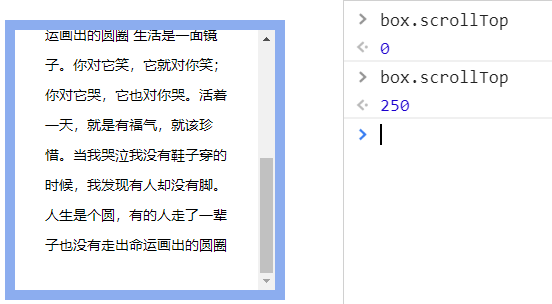 运画出的圆圈 生活是一面镜
子。你对它笑，它就对你笑；
你对它哭，它也对你哭。活着
一天，就是有福气，就该珍
惜。当我哭泣我没有鞋子穿的
时候，我发现有人却没有脚。
人生是个圆，有的人走了一辈
子也没有走出命运画出的圆圈
box.scrollTop
0
box.scrollTop
250